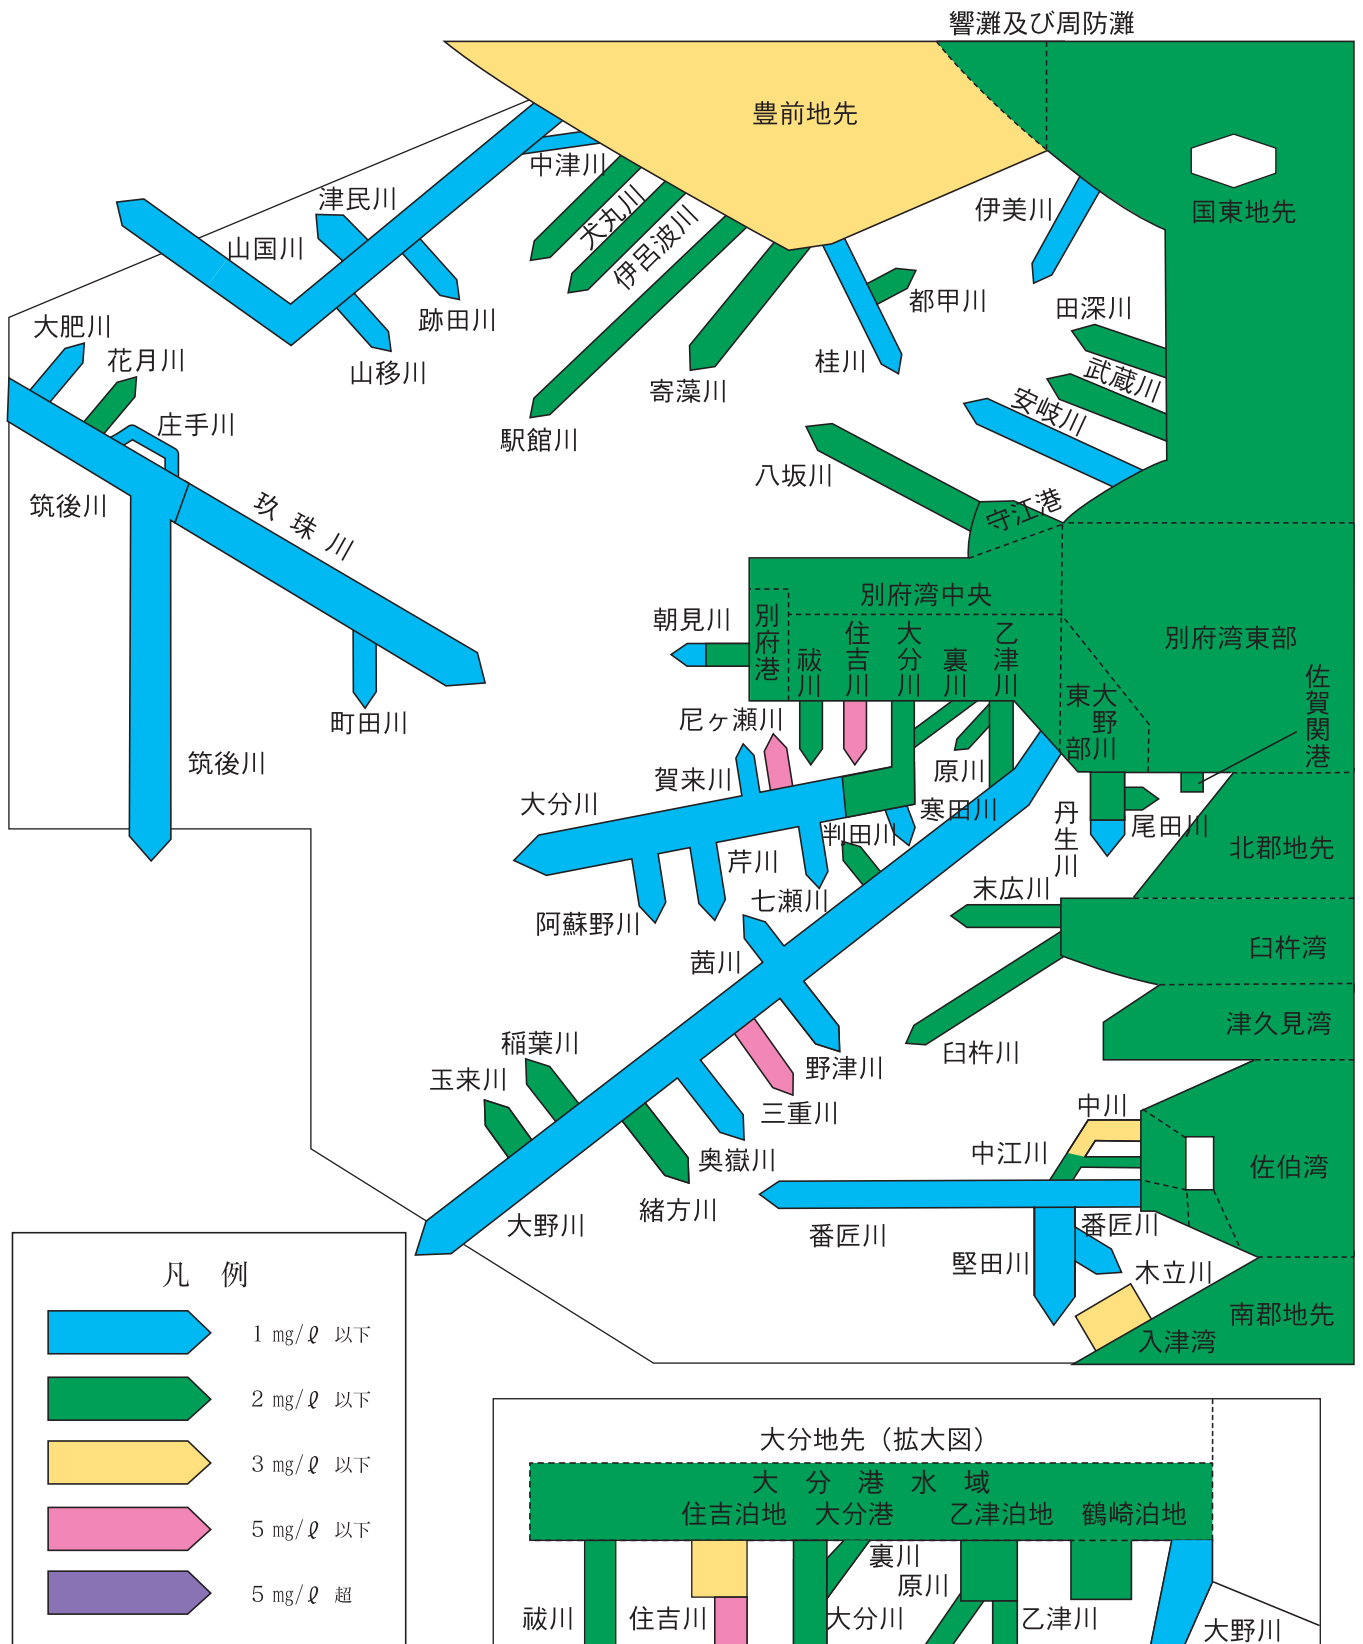 響灘及び周防灘
豊前地先
国東地先
中津川
津民川
山国川
犬丸川
伊呂波川
伊美川
都甲川
田深川
跡田川
大肥川
山移川
花月川
桂川
武蔵川
寄藻川
安岐川
庄手川
駅館川
八坂川
筑後川
玖珠川
守江港
別府湾中央
朝見川
別府港
祓川
住吉川
大分川
裏川
乙津川
別府湾東部
佐賀関港
大野川
東部
尼ヶ瀬川
町田川
筑後川
賀来川
原川
大分川
寒田川
判田川
丹生川
尾田川
北郡地先
芹川
七瀬川
末広川
阿蘇野川
茜川
臼杵湾
津久見湾
稲葉川
臼杵川
玉来川
野津川
三重川
中川
中江川
奥嶽川
佐伯湾
緒方川
大野川
番匠川
番匠川
堅田川
木立川
南郡地先
入津湾
凡 例
1 mg/ℓ 以下
2 mg/ℓ 以下
3 mg/ℓ 以下
5 mg/ℓ 以下
5 mg/ℓ 超
大分地先（拡大図）
大分港水域
住吉泊地
大分港
乙津泊地
鶴崎泊地
裏川
原川
祓川
住吉川
大分川
乙津川
大野川